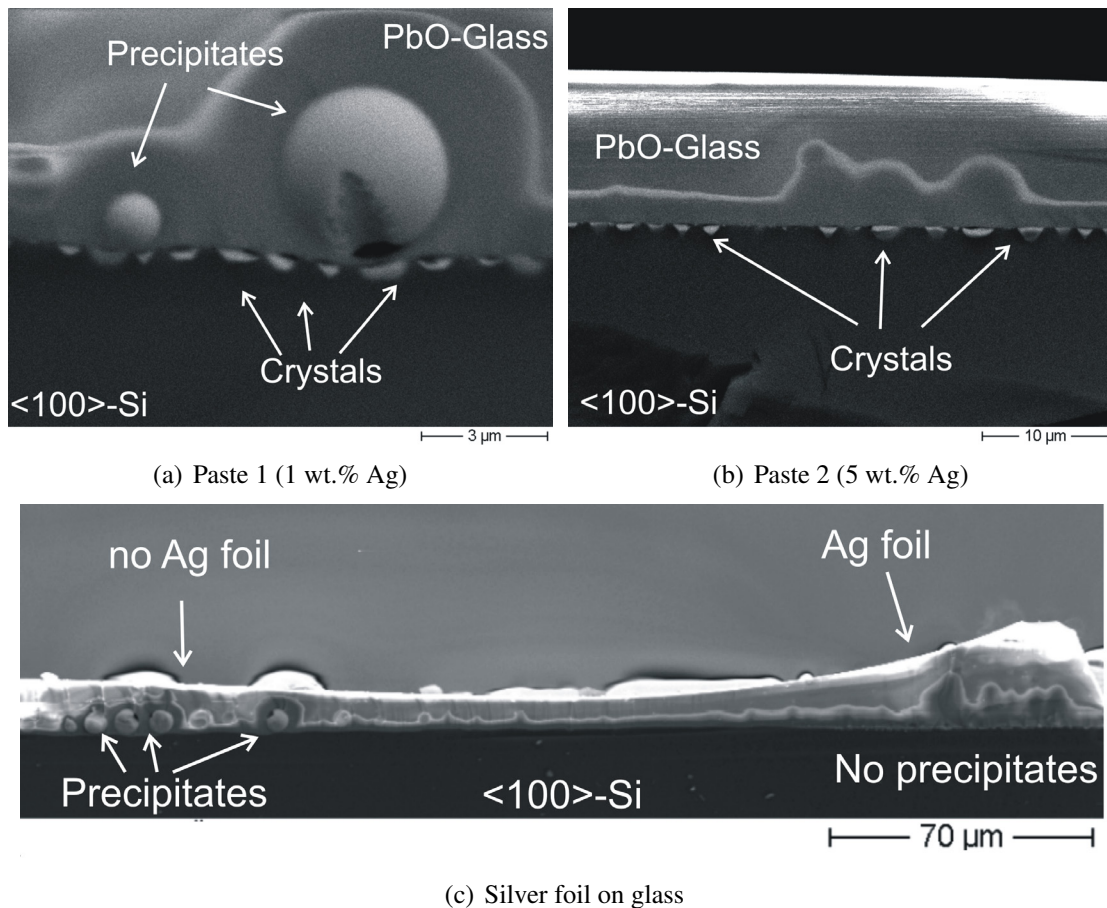 Precipitates
PbO-Glass
Crystals
<100>-Si
3 µm
(a) Paste 1 (1 wt.% Ag)
PbO-Glass
Crystals
<100>-Si
10 µm
(b) Paste 2 (5 wt.% Ag)
no Ag foil
Ag foil
Precipitates
<100>-Si
No precipitates
70 µm
(c) Silver foil on glass